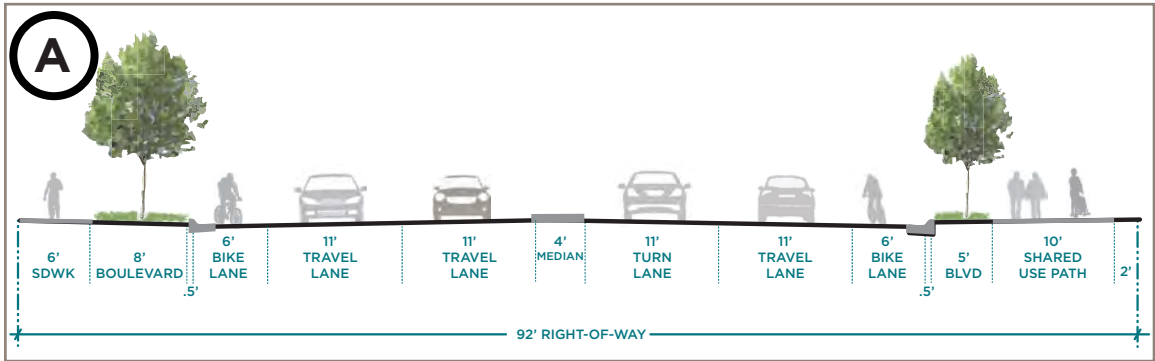 A
6'
SDWK
8'
BOULEVARD
.5'
6'
BIKE
LANE
11'
TRAVEL
LANE
11'
TRAVEL
LANE
4'
MEDIAN
11'
TURN
LANE
11'
TRAVEL
LANE
6'
BIKE
LANE
.5'
5'
BLVD
10'
SHARED
USE PATH
2'
92' RIGHT-OF-WAY